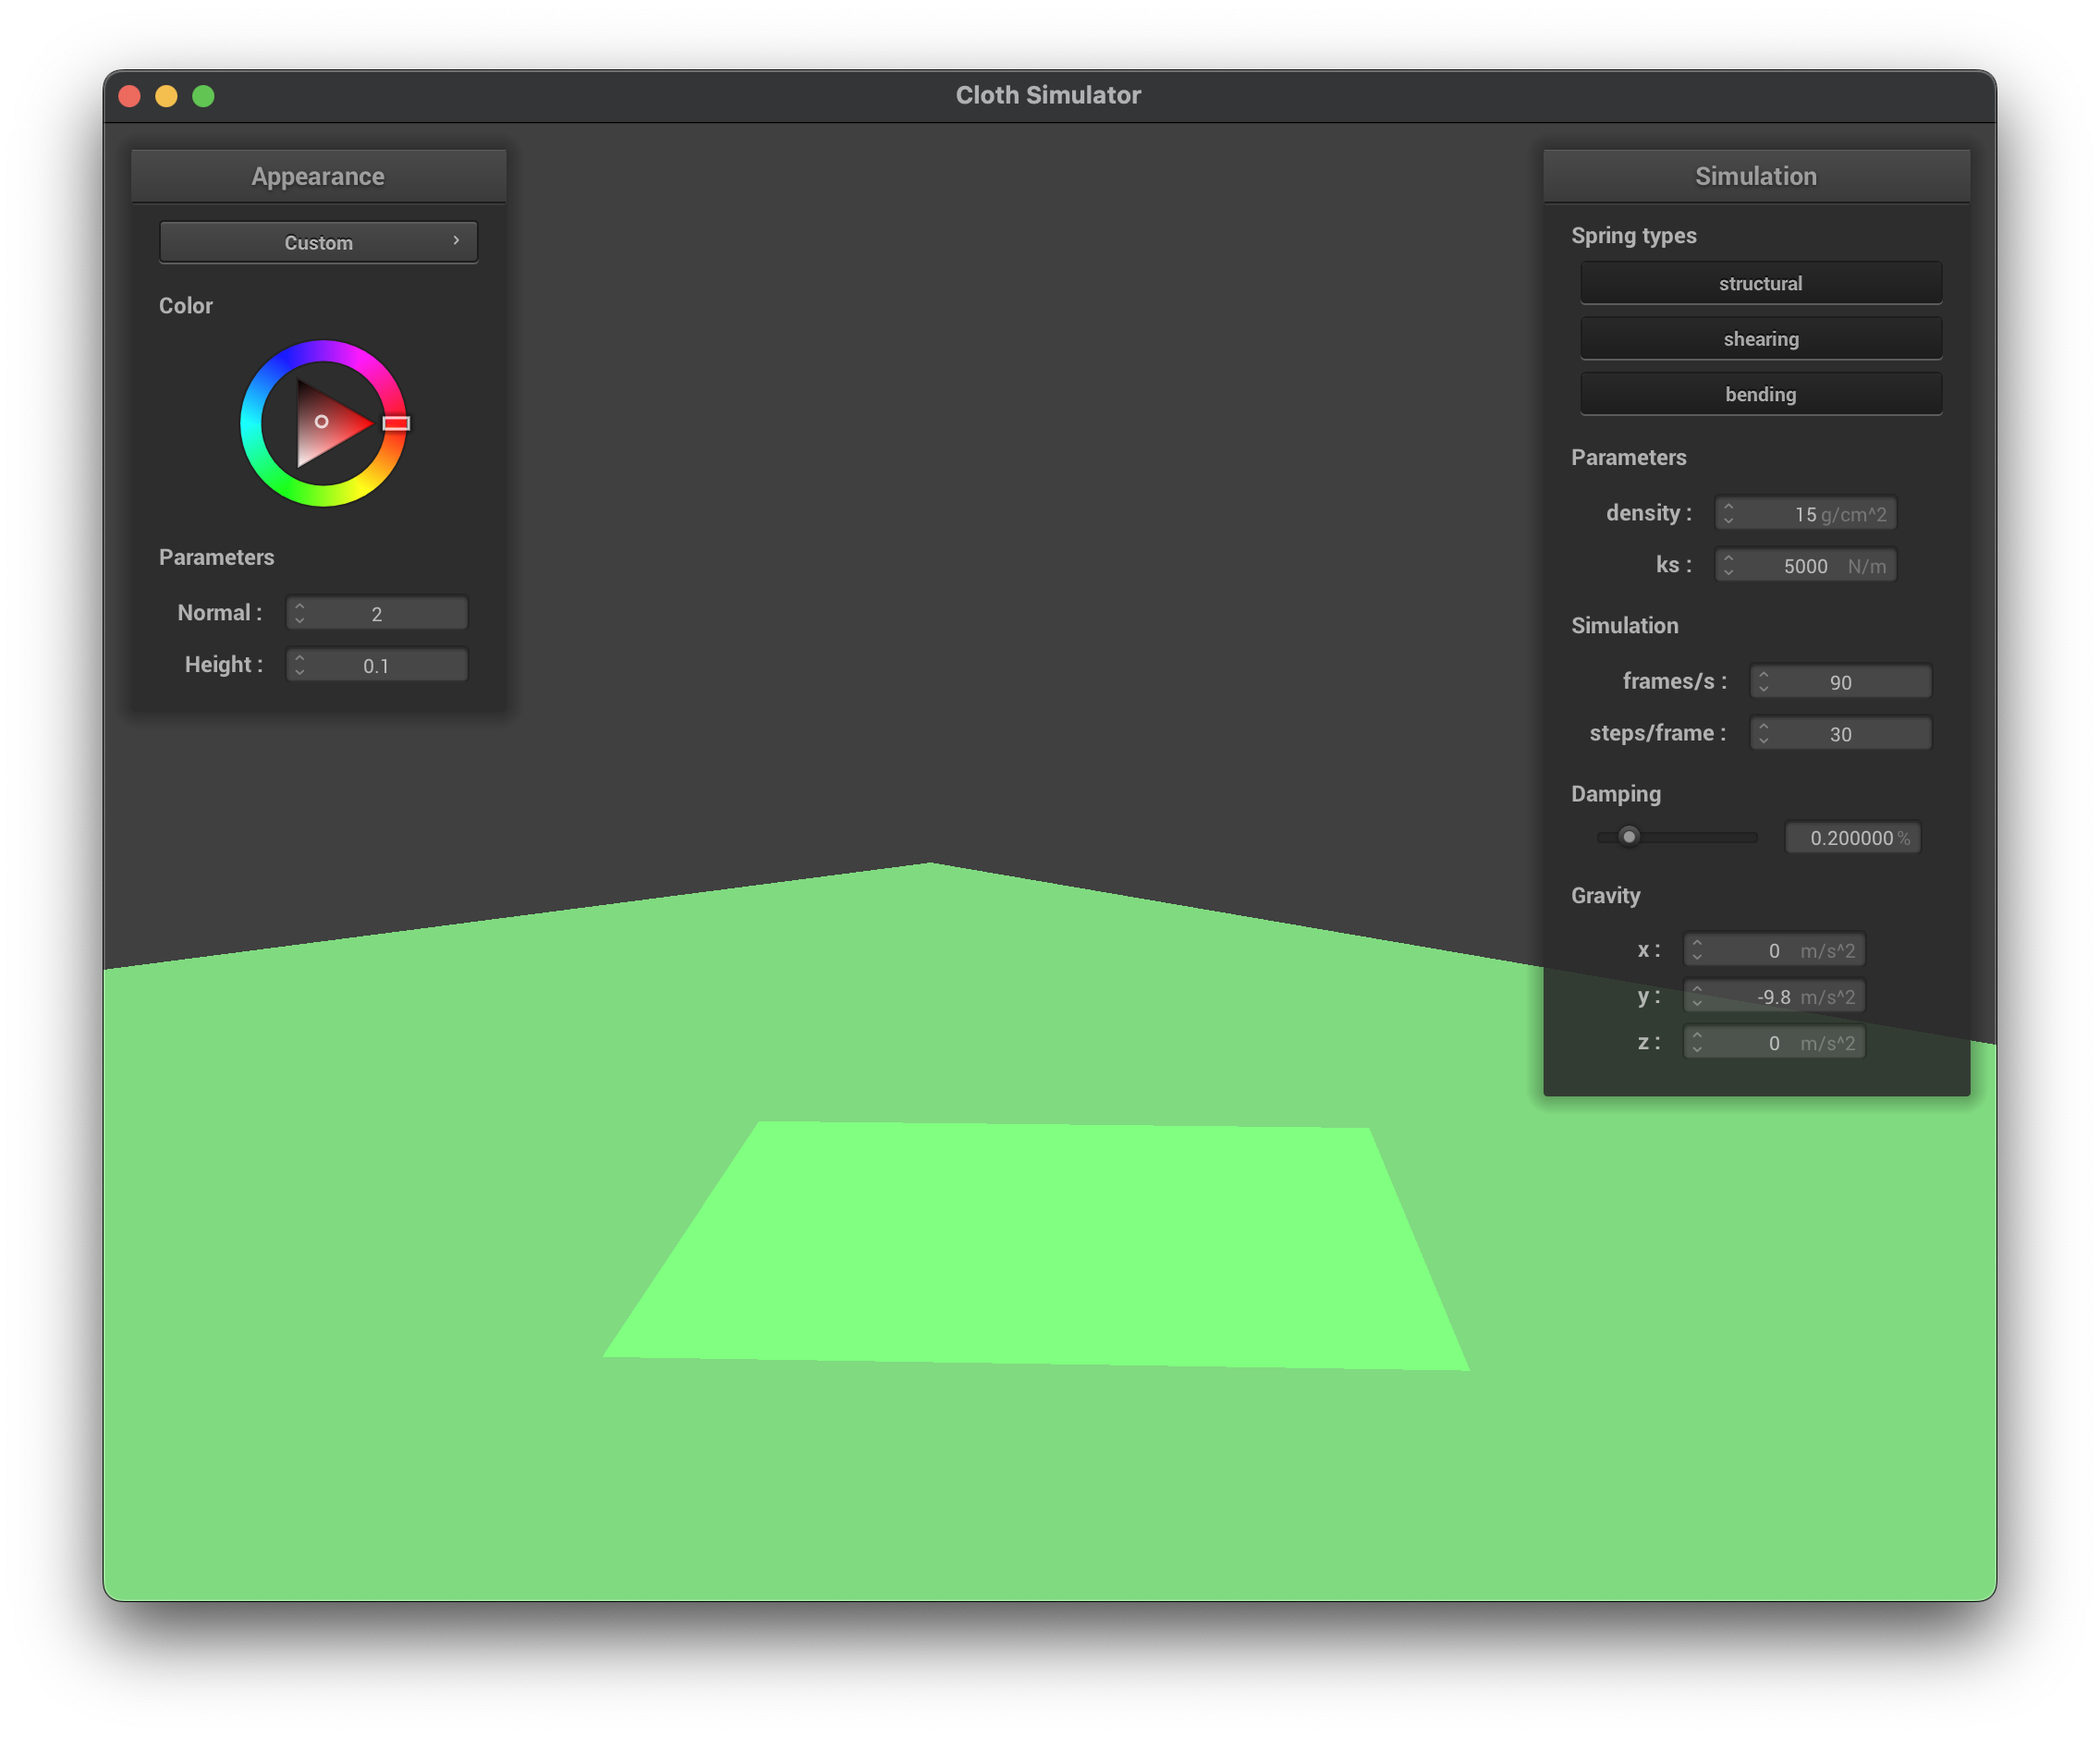 Cloth Simulator
Appearance
Custom
Color
Parameters
Normal : 2
Height : 0.1
Simulation
Spring types
structural
shearing
bending
Parameters
density : 15 g/cm^2
ks : 5000 N/m
Simulation
frames/s : 90
steps/frame : 30
Damping
0.200000 %
Gravity
x : 0 m/s^2
y : -9.8 m/s^2
z : 0 m/s^2